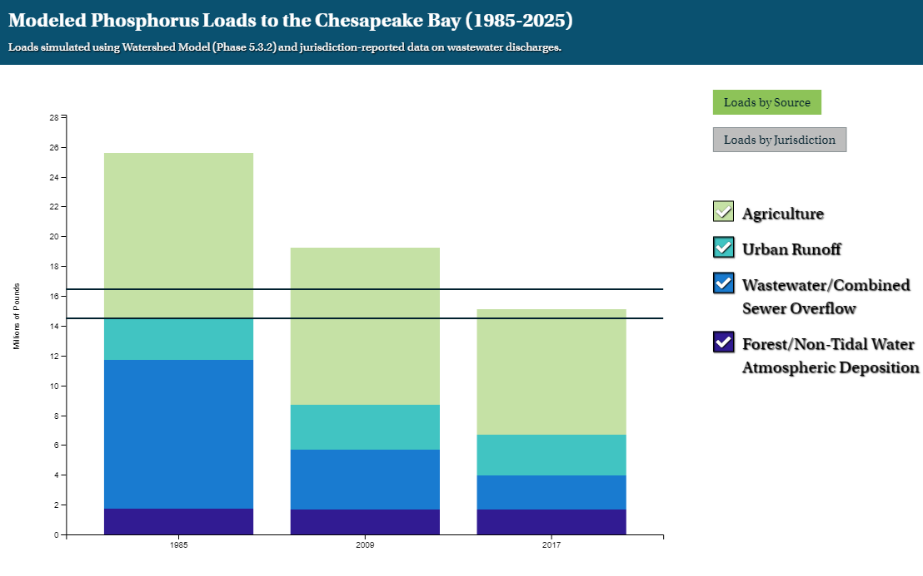 Modeled Phosphorus Loads to the Chesapeake Bay (1985-2025)
Loads simulated using Watershed Model (Phase 5.3.2) and jurisdiction-reported data on wastewater discharges.
Loads by Source
Loads by Jurisdiction
Agriculture
Urban Runoff
Wastewater/Combined
Sewer Overflow
Forest/Non-Tidal Water
Atmospheric Deposition
Millions of Pounds
28
26
24
22
20
18
16
14
12
10
8
6
4
2
0
1985
2009
2017